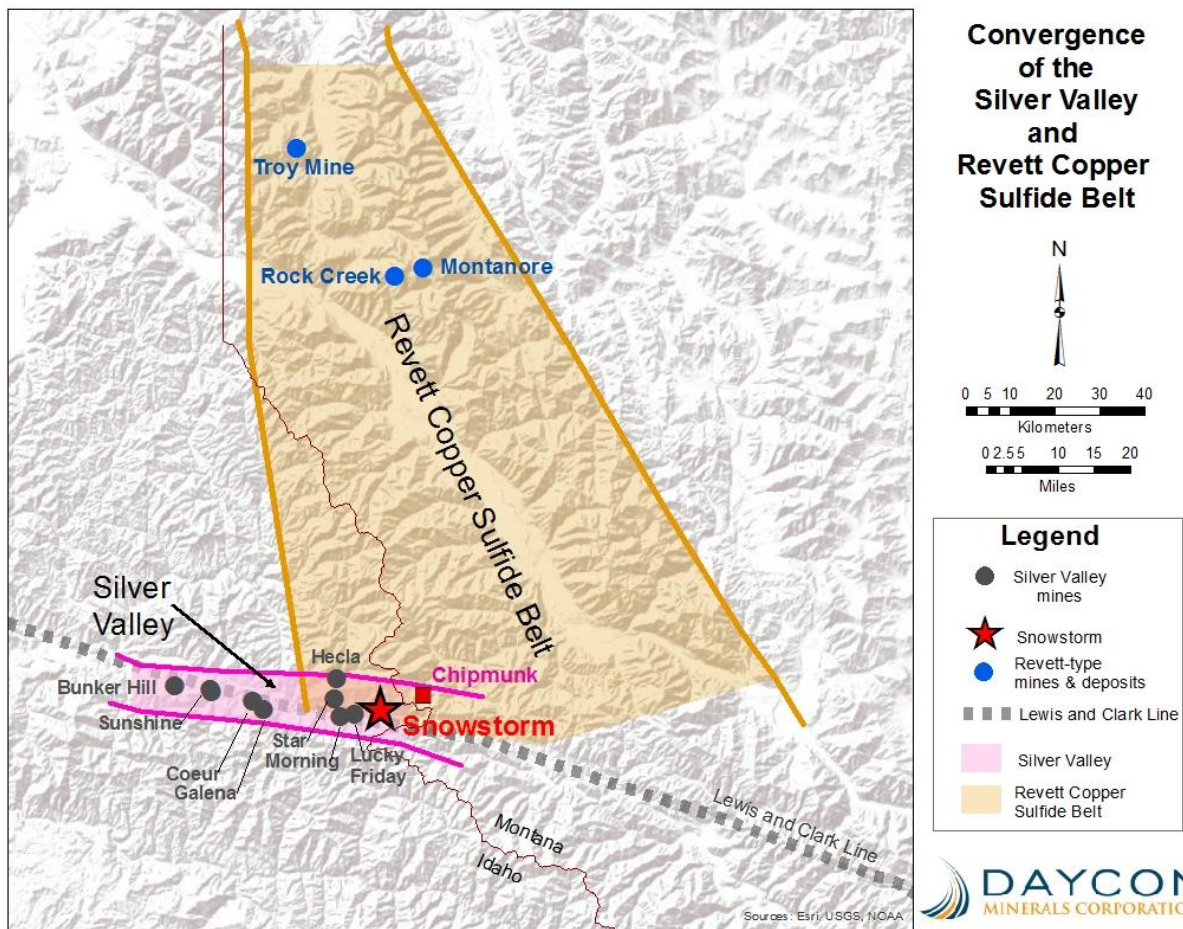 Convergence
of the
Silver Valley
and
Revett Copper
Sulfide Belt
N
0 5 10 20 30 40
Kilometers
0 2.5 5 10 15 20
Miles
Legend
Silver Valley
mines
Snowstorm
Revett-type
mines & deposits
Lewis and Clark Line
Silver Valley
Revett Copper
Sulfide Belt
DAYCON
MINERALS CORPORATIO
Troy Mine
Rock Creek
Montanore
Revett Copper Sulfide Belt
Silver
Valley
Hecla
Chipmunk
Bunker Hill
Sunshine
Snowstorm
Star
Morning
Lucky
Friday
Coeur
Galena
Lewis and Clark Line
Montana
Idaho
Sources: Esri, USGS, NOAA